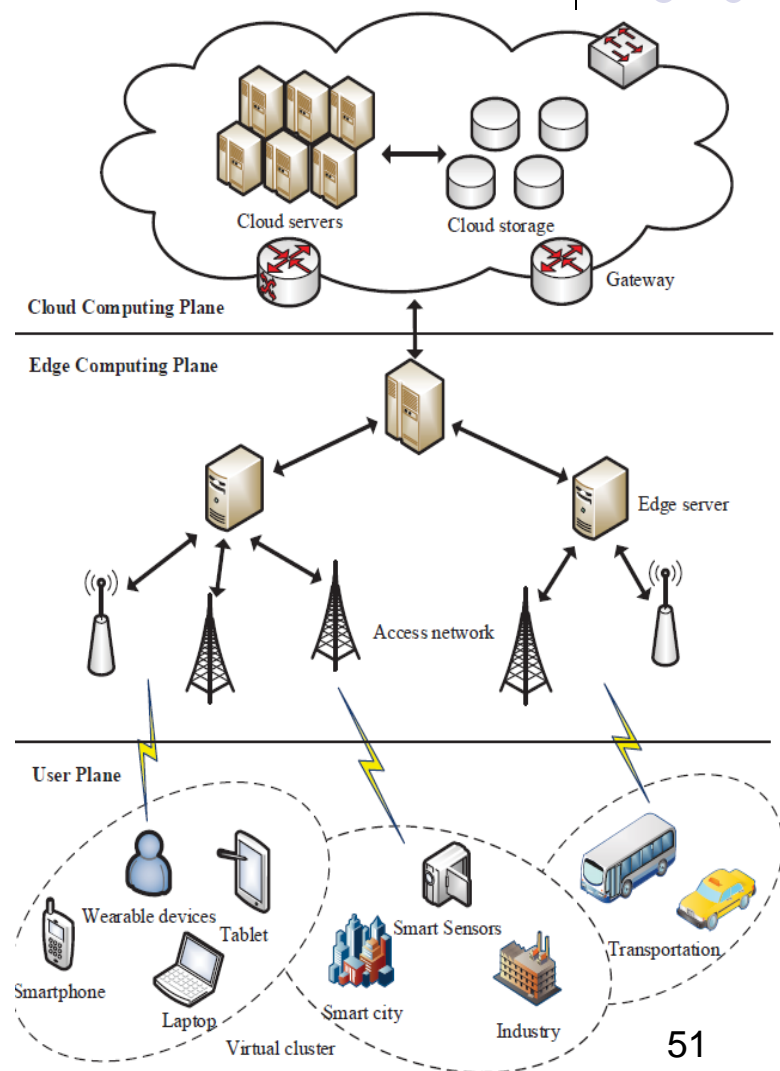 Cloud servers
Cloud storage
Gateway
Cloud Computing Plane
Edge Computing Plane
Edge server
Access network
User Plane
Wearable devices
Tablet
Smart Sensors
Transportation
Smartphone
Laptop
Smart city
Industry
Virtual cluster
51